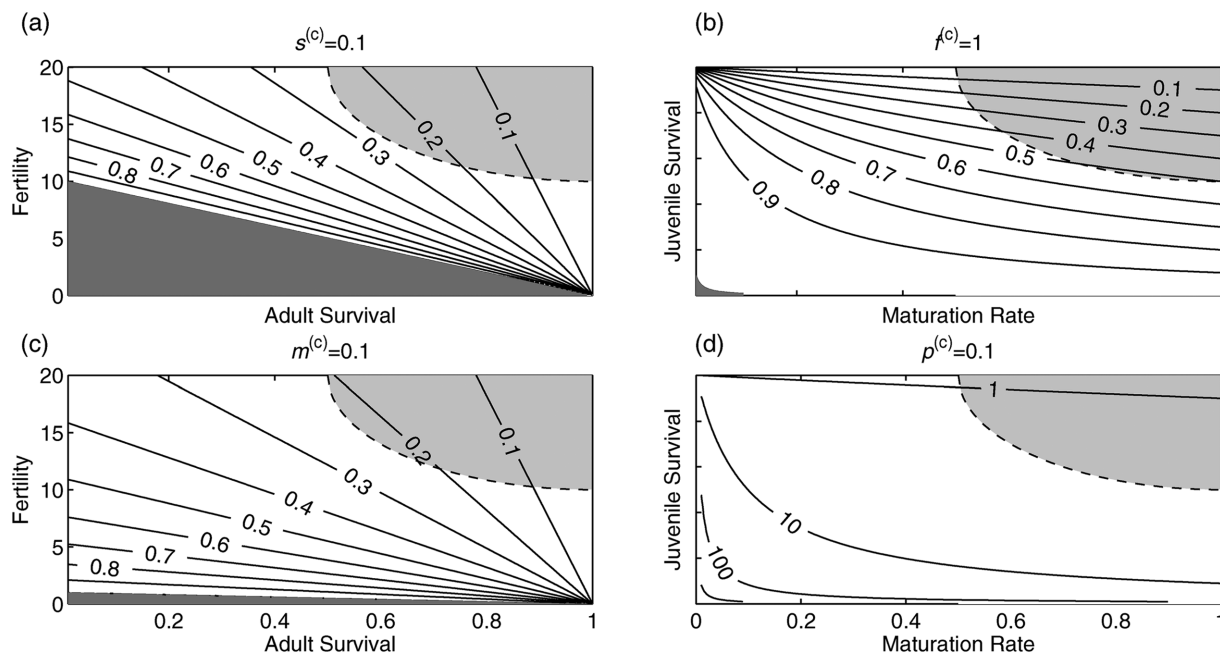 (a)
s(c)=0.1
20
15
10
5
0
Fertility
0.8
0.7
0.6
0.5
0.4
0.3
0.2
0.1
Adult Survival
1
(b)
f(c)=1
Juvenile Survival
0.1
0.2
0.3
0.4
0.5
0.6
0.7
0.8
0.9
Maturation Rate
(c)
m(c)=0.1
20
15
10
5
0
Fertility
0.8
0.7
0.6
0.5
0.4
0.3
0.2
0.1
0.2 0.4 0.6 0.8 1
Adult Survival
(d)
p(c)=0.1
Juvenile Survival
1
10
100
0.2 0.4 0.6 0.8 1
Maturation Rate